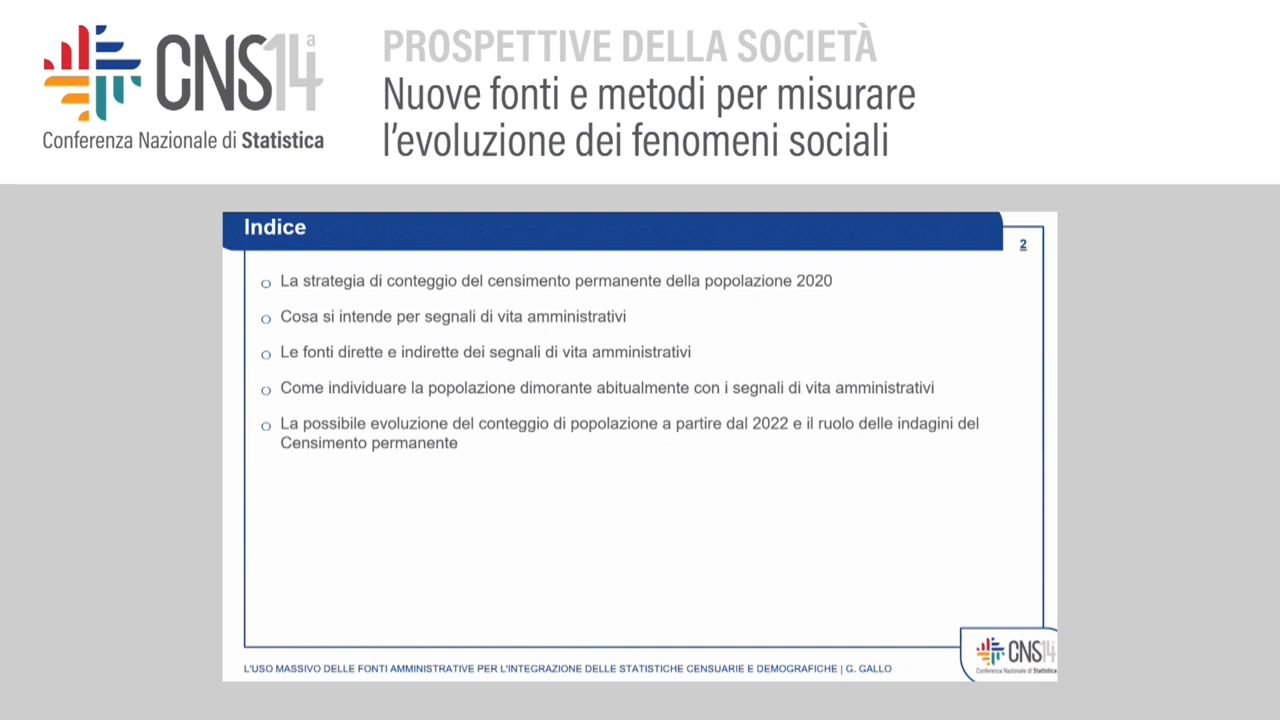 CNS14a
Conferenza Nazionale di Statistica
PROSPETTIVE DELLA SOCIETÀ
Nuove fonti e metodi per misurare
l'evoluzione dei fenomeni sociali
Indice
2
o La strategia di conteggio del censimento permanente della popolazione 2020
o Cosa si intende per segnali di vita amministrativi
o Le fonti dirette e indirette dei segnali di vita amministrativi
o Come individuare la popolazione dimorante abitualmente con i segnali di vita amministrativi
o La possibile evoluzione del conteggio di popolazione a partire dal 2022 e il ruolo delle indagini del
Censimento permanente
L'USO MASSIVO DELLE FONTI AMMINISTRATIVE PER L'INTEGRAZIONE DELLE STATISTICHE CENSUARIE E DEMOGRAFICHE | G. GALLO
CNS14
Conferenza Nazionale di Statistica